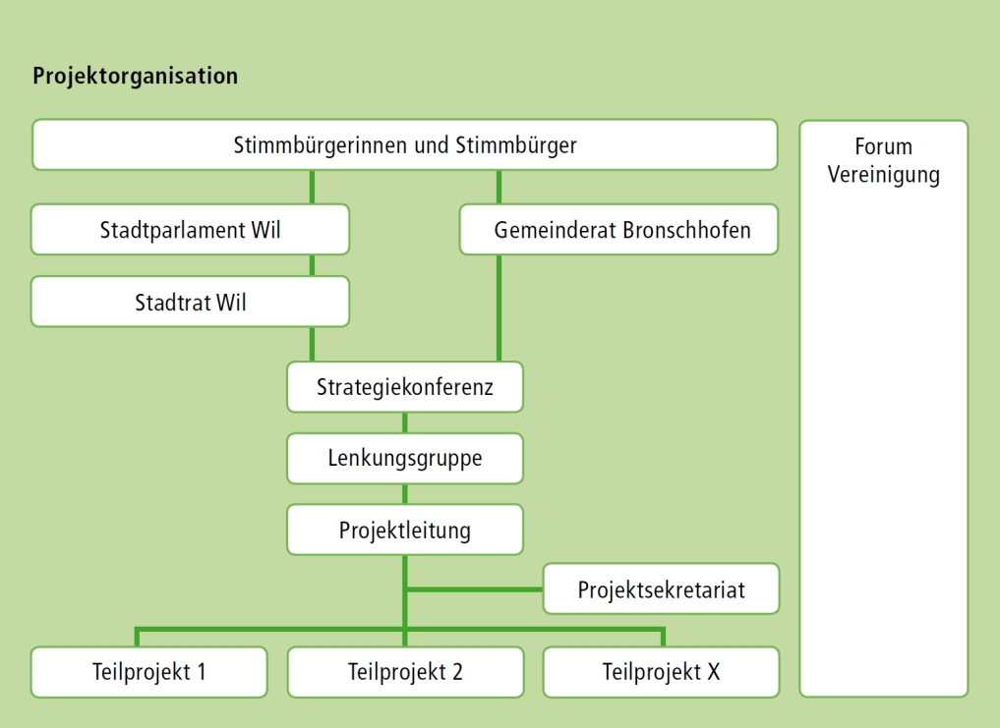 Projektorganisation
Stimmbürgerinnen und Stimmbürger
Forum
Vereinigung
Stadtparlament Wil
Gemeinderat Bronschhofen
Stadtrat Wil
Strategiekonferenz
Lenkungsgruppe
Projektleitung
Projektsekretariat
Teilprojekt 1
Teilprojekt 2
Teilprojekt X